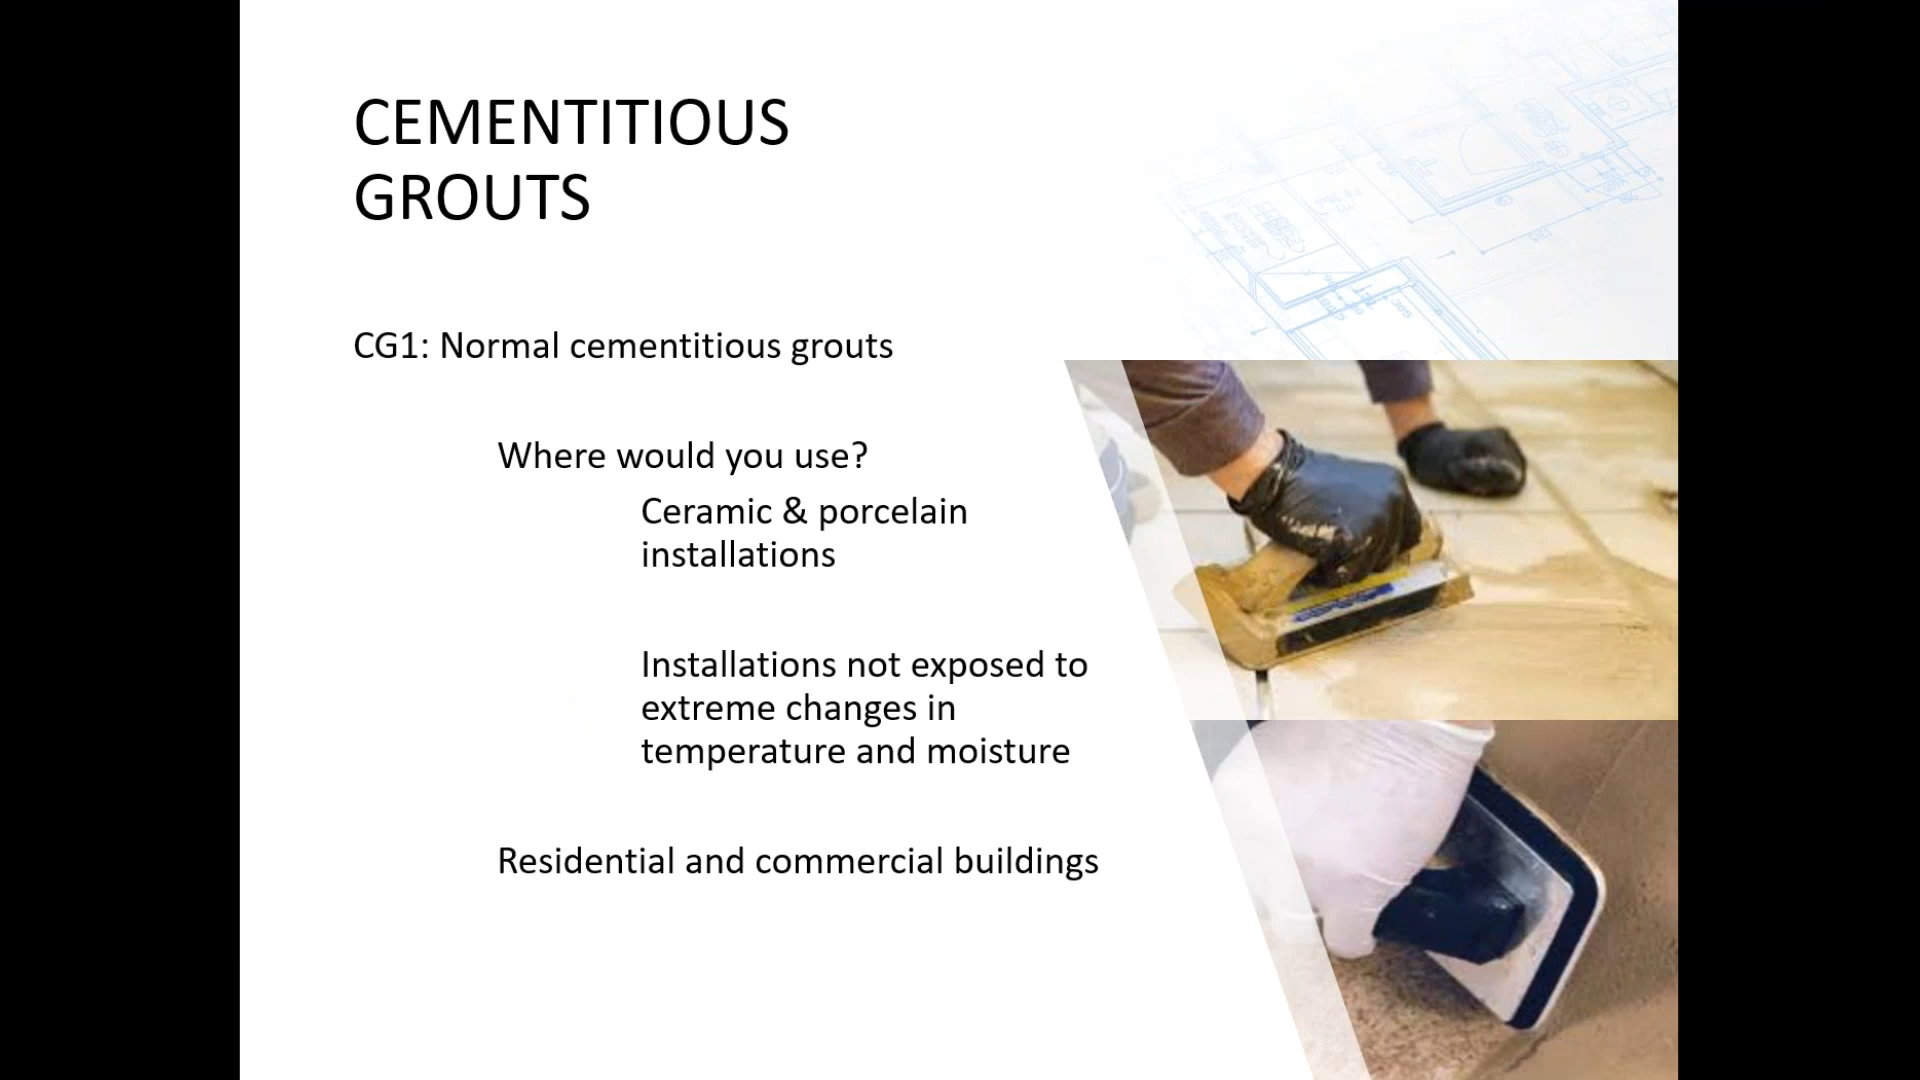 CEMENTITIOUS
GROUTS
CG1: Normal cementitious grouts
Where would you use?
Ceramic & porcelain
installations
Installations not exposed to
extreme changes in
temperature and moisture
Residential and commercial buildings